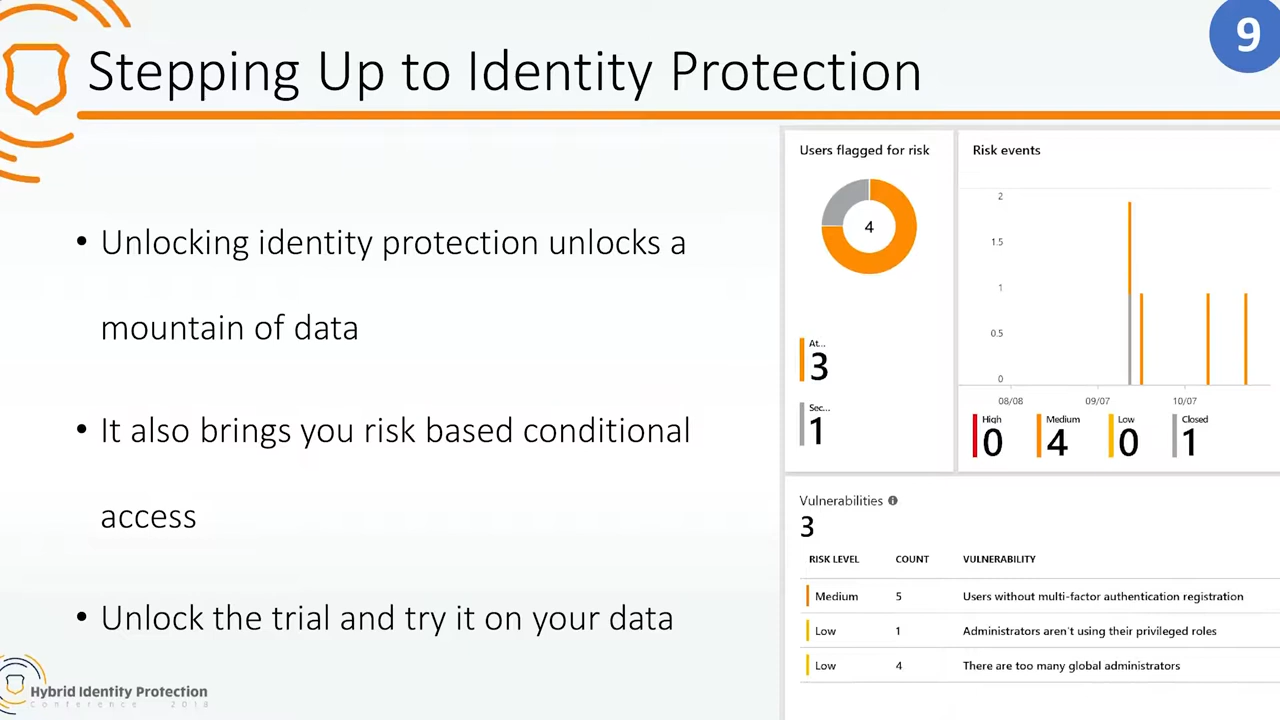 9
Stepping Up to Identity Protection
• Unlocking identity protection unlocks a
mountain of data
• It also brings you risk based conditional
access
• Unlock the trial and try it on your data
Users flagged for risk
4
At...
3
Sec...
1
Risk events
2
1.5
1
0.5
0
08/08 09/07 10/07
High Medium Low Closed
0 4 0 1
Vulnerabilities
3
RISK LEVEL COUNT VULNERABILITY
Medium 5 Users without multi-factor authentication registration
Low 1 Administrators aren't using their privileged roles
Low 4 There are too many global administrators
Hybrid Identity Protection
Conference 2018